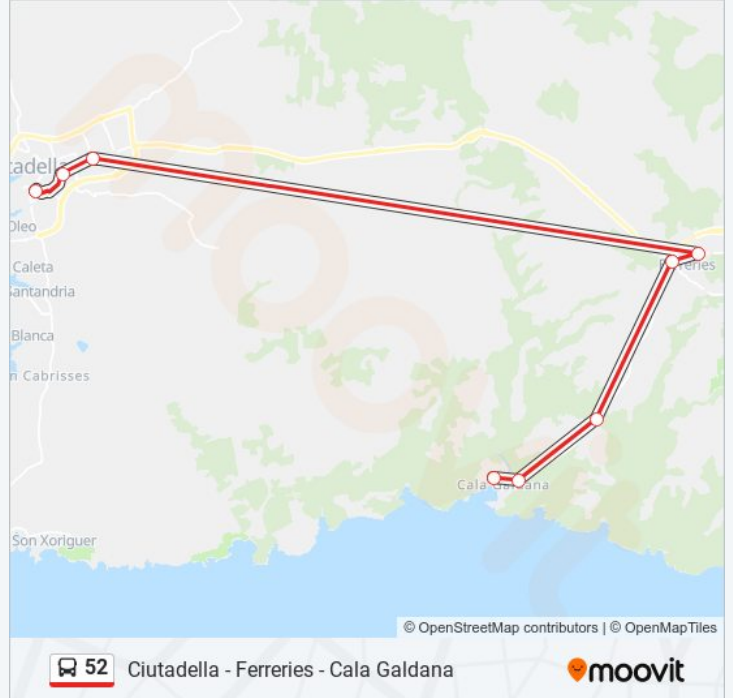 tadella
Oleo
Caleta
Santandria
Blanca
n Cabrisses
Ferreries
Cala Galdana
Son Xoriguer
© OpenStreetMap contributors | © OpenMapTiles
52 Ciutadella - Ferreries - Cala Galdana
moovit